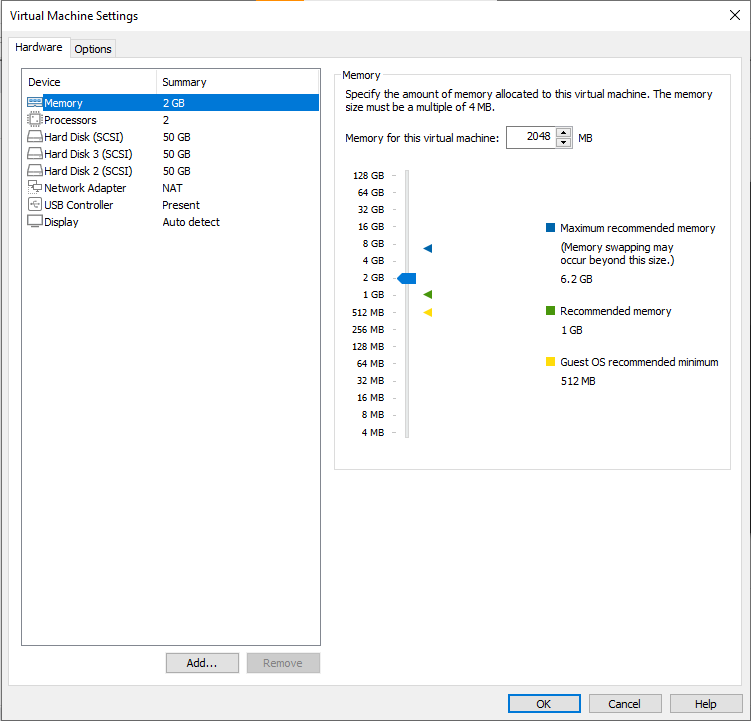 Virtual Machine Settings
Hardware Options
Device Summary
Memory 2 GB
Processors 2
Hard Disk (SCSI) 50 GB
Hard Disk 3 (SCSI) 50 GB
Hard Disk 2 (SCSI) 50 GB
Network Adapter NAT
USB Controller Present
Display Auto detect
Add... Remove
Memory
Specify the amount of memory allocated to this virtual machine. The memory
size must be a multiple of 4 MB.
Memory for this virtual machine: 2048 MB
128 GB
64 GB
32 GB
16 GB
8 GB
4 GB
2 GB
1 GB
512 MB
256 MB
128 MB
64 MB
32 MB
16 MB
8 MB
4 MB
Maximum recommended memory
(Memory swapping may
occur beyond this size.)
6.2 GB
Recommended memory
1 GB
Guest OS recommended minimum
512 MB
OK Cancel Help